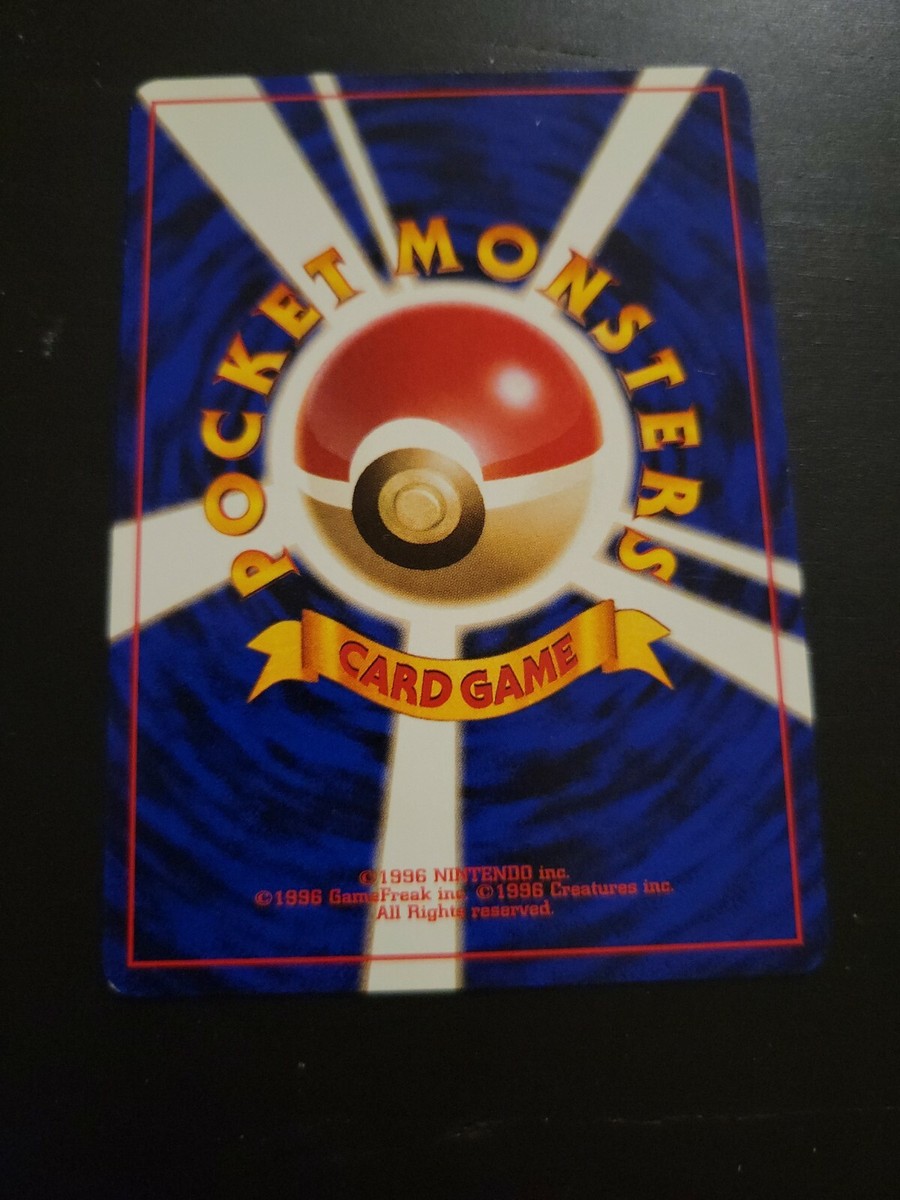 POCKET MONSTERS
CARD GAME
©1996 NINTENDO inc.
©1996 GameFreak inc. ©1996 Creatures inc.
All Rights reserved.